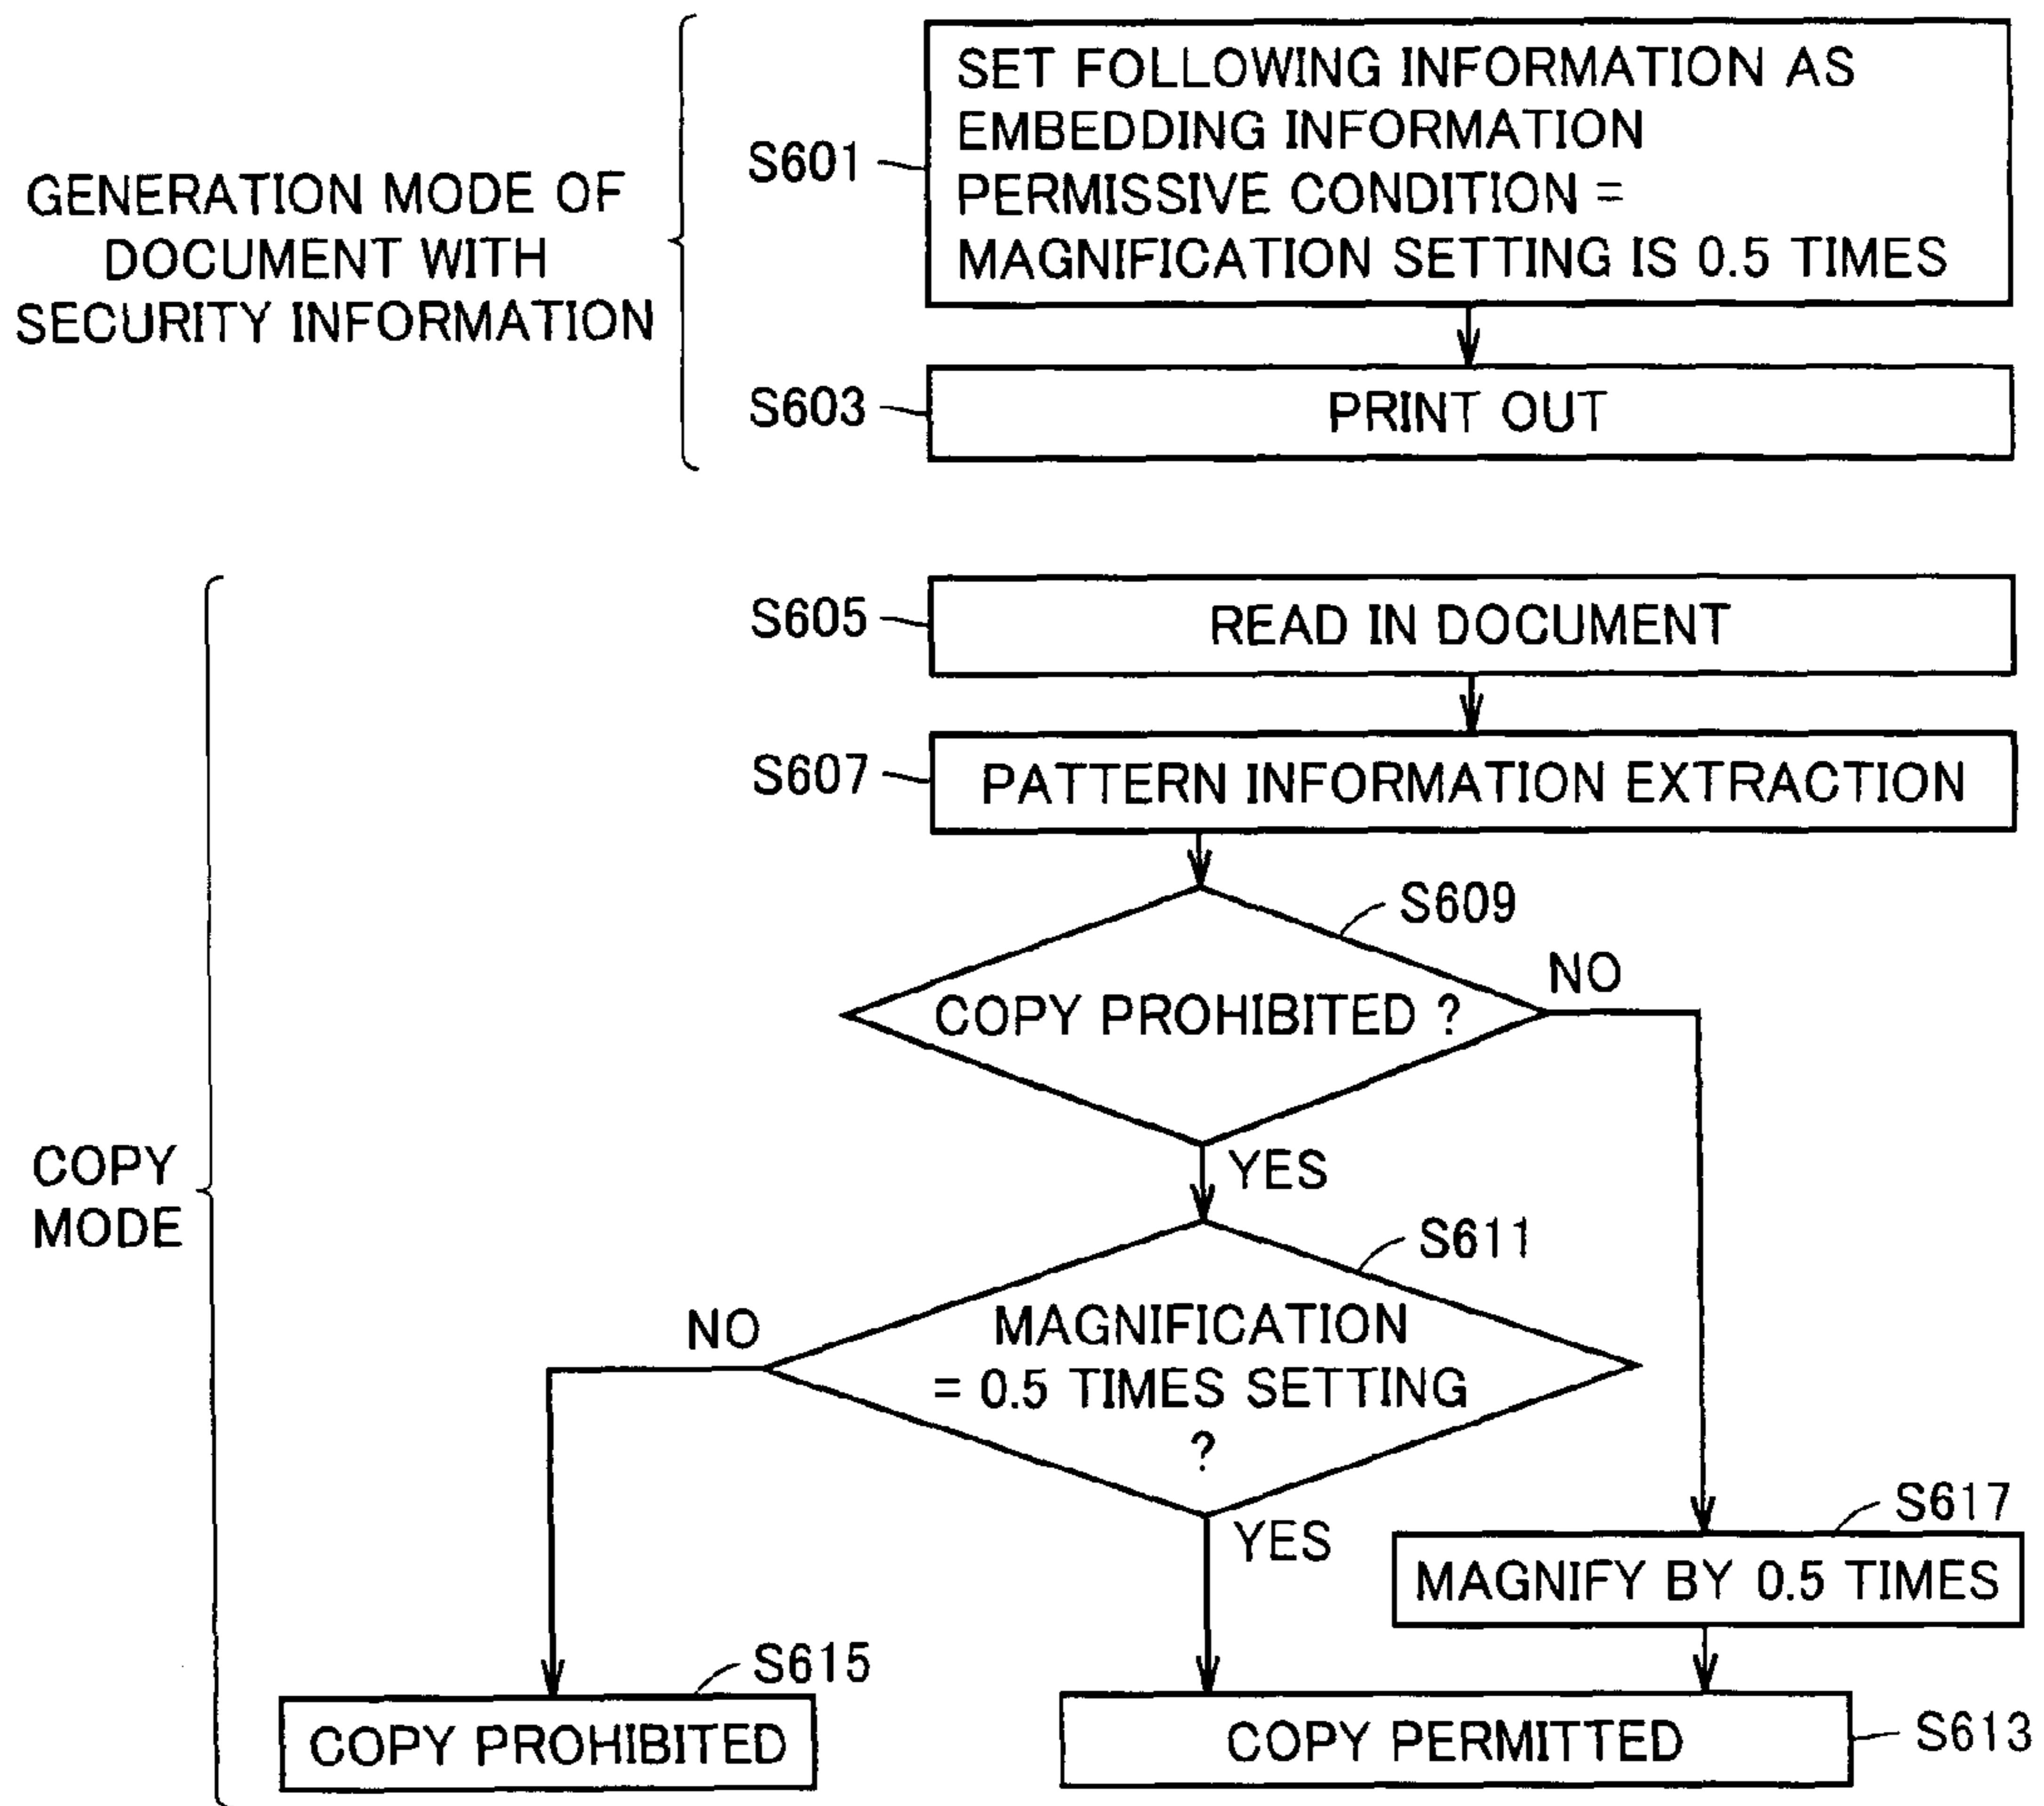 GENERATION MODE OF
DOCUMENT WITH
SECURITY INFORMATION
S601
SET FOLLOWING INFORMATION AS
EMBEDDING INFORMATION
PERMISSIVE CONDITION =
MAGNIFICATION SETTING IS 0.5 TIMES
S603
PRINT OUT
COPY
MODE
S605
READ IN DOCUMENT
S607
PATTERN INFORMATION EXTRACTION
S609
COPY PROHIBITED ?
NO
YES
S611
MAGNIFICATION
= 0.5 TIMES SETTING
?
NO
YES
S617
MAGNIFY BY 0.5 TIMES
S615
COPY PROHIBITED
COPY PERMITTED
S613